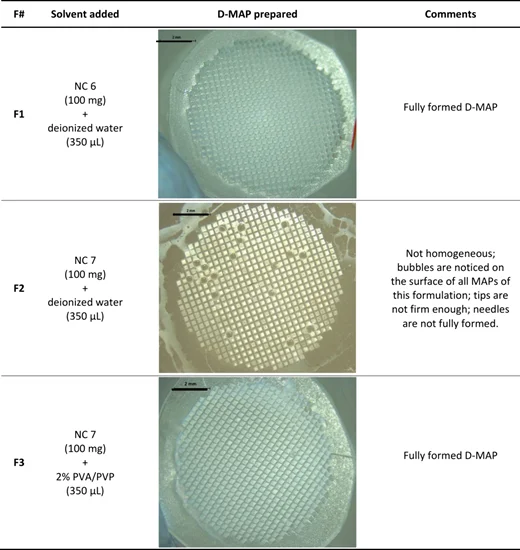 F# Solvent added D-MAP prepared Comments
F1
NC 6
(100 mg)
+
deionized water
(350 µL)
Fully formed D-MAP
F2
NC 7
(100 mg)
+
deionized water
(350 µL)
Not homogeneous;
bubbles are noticed on
the surface of all MAPs of
this formulation; tips are
not firm enough; needles
are not fully formed.
F3
NC 7
(100 mg)
+
2% PVA/PVP
(350 µL)
2 mm
Fully formed D-MAP